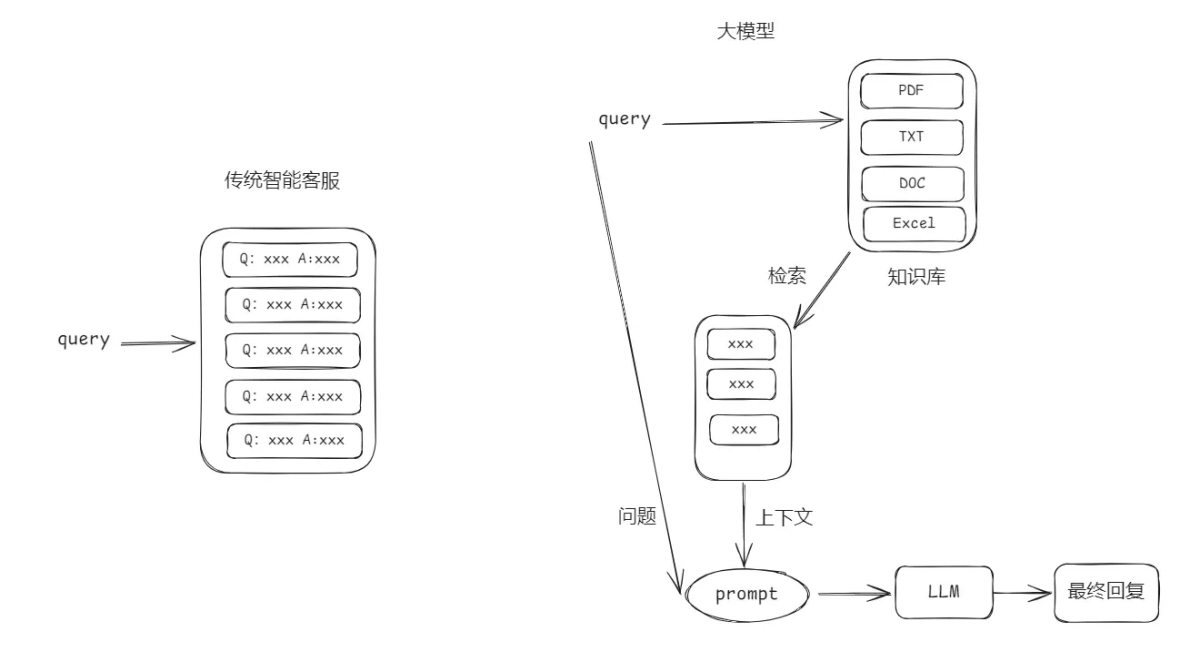 传统智能客服
query
Q: xxx A:xxx
Q: xxx A:xxx
Q: xxx A:xxx
Q: xxx A:xxx
Q: xxx A:xxx
大模型
query
PDF
TXT
DOC
Excel
检索
知识库
xxx
xxx
xxx
问题
上下文
prompt
LLM
最终回复